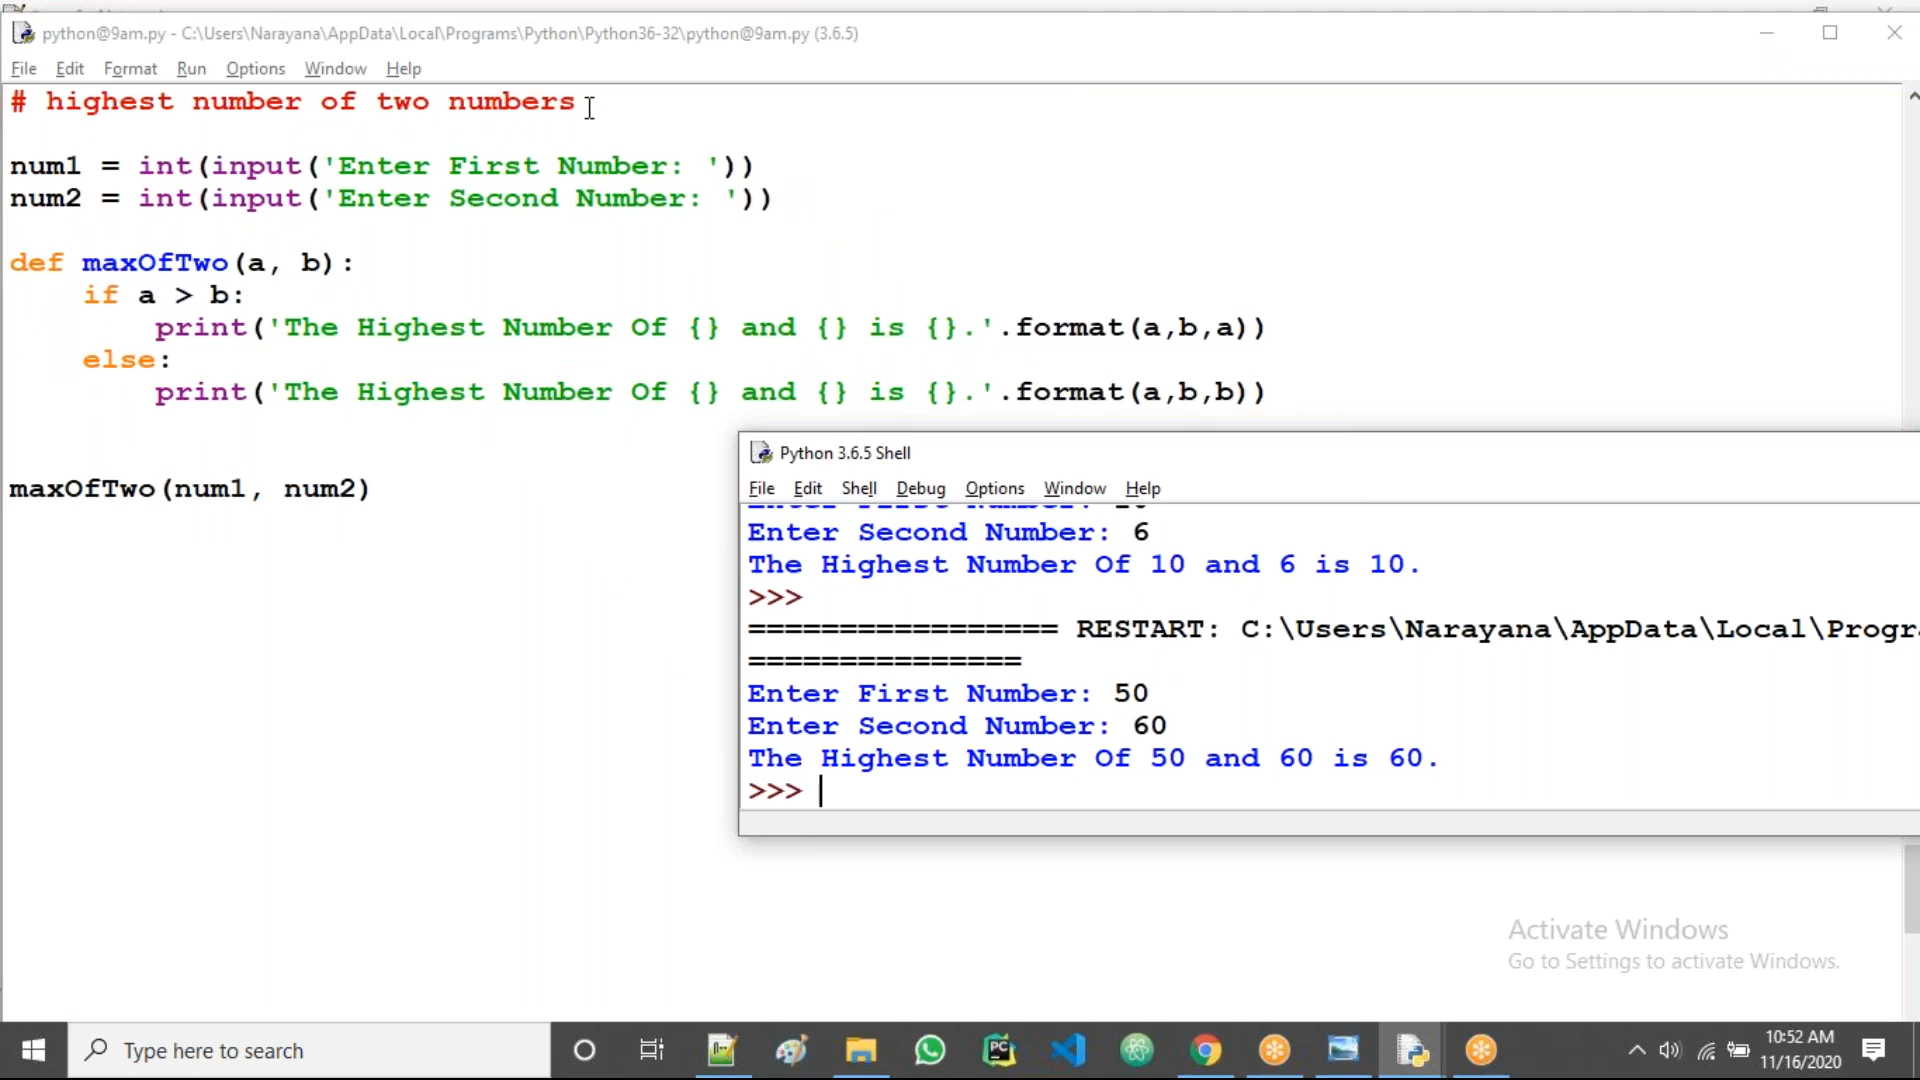 python@9am.py - C:\Users\Narayana\AppData\Local\Programs\Python\Python36-32\python@9am.py (3.6.5)
File Edit Format Run Options Window Help
# highest number of two numbers
num1 = int(input('Enter First Number: '))
num2 = int(input('Enter Second Number: '))
def maxOfTwo(a, b):
if a > b:
print('The Highest Number Of {} and {} is {}.'.format(a,b,a))
else:
print('The Highest Number Of {} and {} is {}.'.format(a,b,b))
maxOfTwo(num1, num2)
Python 3.6.5 Shell
File Edit Shell Debug Options Window Help
Enter Second Number: 6
The Highest Number Of 10 and 6 is 10.
>>>
================= RESTART: C:\Users\Narayana\AppData\Local\Progr
===============
Enter First Number: 50
Enter Second Number: 60
The Highest Number Of 50 and 60 is 60.
>>>
Activate Windows
Go to Settings to activate Windows.
Type here to search
PC
10:52 AM
11/16/2020